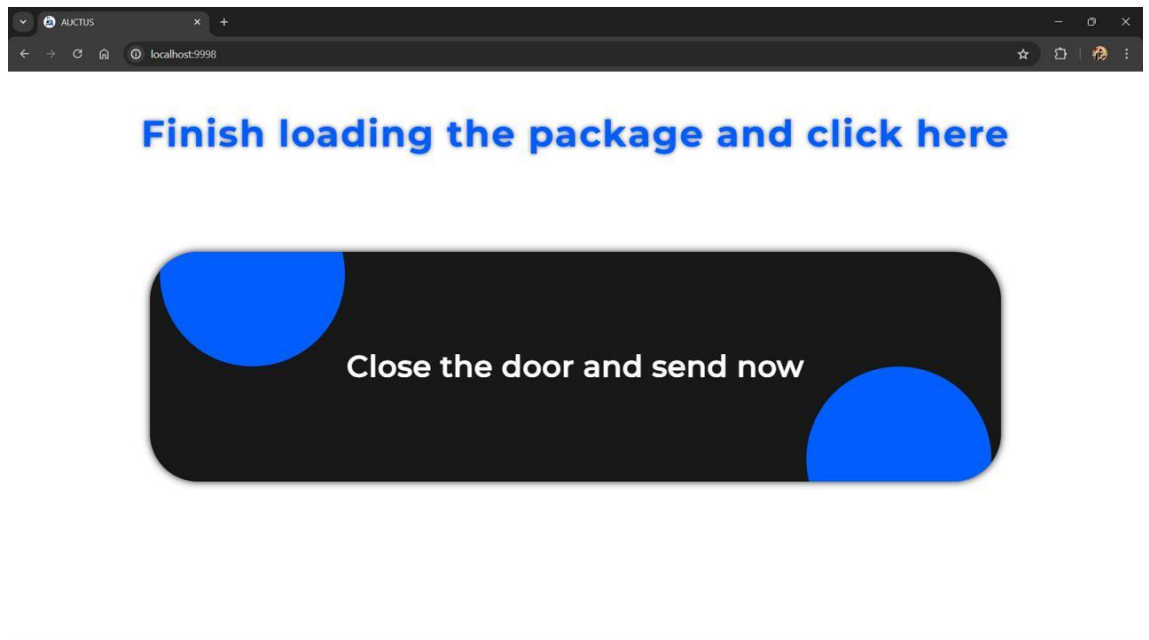 AUCTUS
localhost:9998
Finish loading the package and click here
Close the door and send now